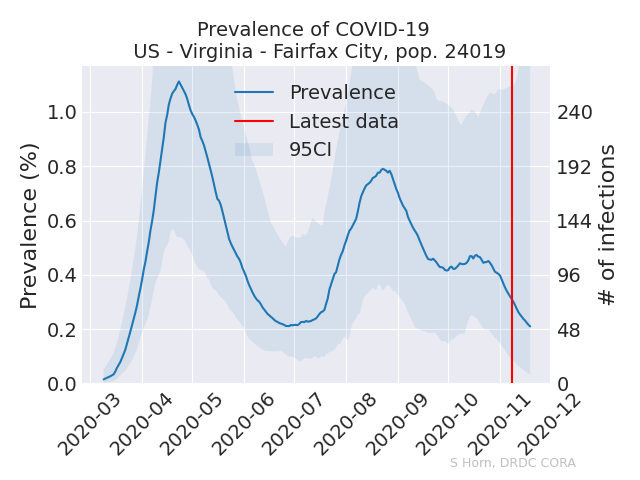 Prevalence of COVID-19
US - Virginia - Fairfax City, pop. 24019
Prevalence
Latest data
95CI
Prevalence (%)
1.0
0.8
0.6
0.4
0.2
0.0
240
192
144
96
48
0
# of infections
2020-03
2020-04
2020-05
2020-06
2020-07
2020-08
2020-09
2020-10
2020-11
2020-12
S Horn, DRDC CORA